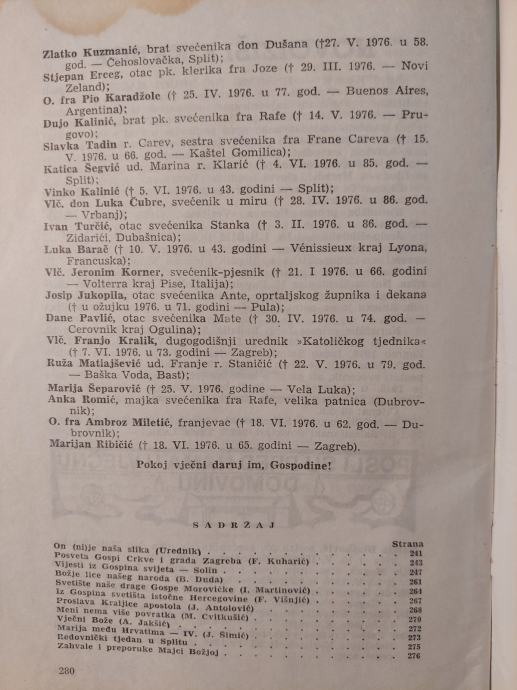 Zlatko Kuzmanić, brat svećenika don Dušana (†27. V. 1976. u 58.
god. — Čehoslovačka, Split);
Stjepan Erceg, otac pk. klerika fra Joze († 29. III. 1976. — Novi
Zeland);
O. fra Pio Karadžole († 25. IV. 1976. u 77. god. — Buenos Aires,
Argentina);
Dujo Kalinić, brat pk. svećenika fra Rafe († 14. V. 1976. — Pru-
govo);
Slavka Tadin r. Carev, sestra svećenika fra Frane Careva († 15.
V. 1976. u 66. god. — Kaštel Gomilica);
Katica Šegvić ud. Marina r. Klarić († 4. VI. 1976. u 85. god. —
Split);
Vinko Kalinić († 5. VI. 1976. u 43. godini — Split);
Vlč. don Luka Čubre, svećenik u miru († 28. IV. 1976. u 86. god.
— Vrbanj);
Ivan Turčić, otac svećenika Stanka († 3. II. 1976. u 86. god. —
Zidarići, Dubašnica);
Luka Barać († 10. V. 1976. u 43. godini — Vénissieux kraj Lyona,
Francuska);
Vlč. Jeronim Korner, svećenik-pjesnik († 21. I 1976. u 66. godini
— Volterra kraj Pise, Italija);
Josip Jukopila, otac svećenika Ante, oprtaljskog župnika i dekana
(† u ožujku 1976. u 71. godini — Pula);
Dane Pavlić, otac svećenika Mate († 30. IV. 1976. u 74. god. —
Cerovnik kraj Ogulina);
Vlč. Franjo Kralik, dugogodišnji urednik »Katoličkog tjednika«
(† 7. VI. 1976. u 73. god. — Zagreb);
Ruža Matiajšević ud. Franje r. Staničić († 22. V. 1976. u 79. god.
— Baška Voda, Bast);
Marija Šeparović († 25. V. 1976. godine — Vela Luka);
Anka Romić, majka svećenika fra Rafe, velika patnica (Dubrov-
nik);
O. fra Ambroz Miletić, franjevac († 18. VI. 1976. u 62. god. — Du-
brovnik);
Marijan Ribičić († 18. VI. 1976. u 65. godini — Zagreb).
Pokoj vječni daruj im, Gospodine!
SADRŽAJ
Strana
On (ni)je naša slika (Urednik) . . . . . . . 241
Posveta Gospi Crkve i grada Zagreba (F. Kuharić) . . . . 243
Vijesti iz Gospina svijeta — Solin . . . . . . . 247
Božje lice našeg naroda (B. Duda) . . . . . . . 261
Svetište naše drage Gospe Morovićke (I. Martinović) . . . 264
Iz Gospina svetišta istočne Hercegovine (F. Višnjić) . . . 267
Proslava Kraljice apostola (J. Antolović) . . . . . 268
Meni nema više povratka (M. Cvitkušić) . . . . . 270
Vječni Bože (A. Jakšić) . . . . . . . 272
Marija među Hrvatima — IV. (J. Šimić) . . . . . 273
Redovnički tjedan u Splitu . . . . . . . 275
Zahvale i preporuke Majci Božjoj . . . . . . 276
280